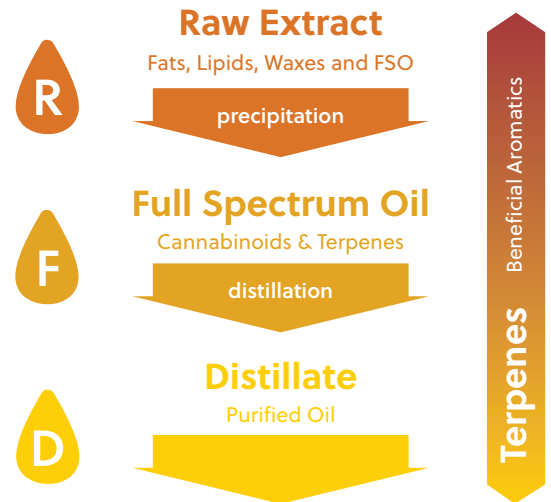 Raw Extract
Fats, Lipids, Waxes and FSO
R
precipitation
Full Spectrum Oil
Cannabinoids & Terpenes
F
distillation
Distillate
Purified Oil
D
Terpenes Beneficial Aromatics